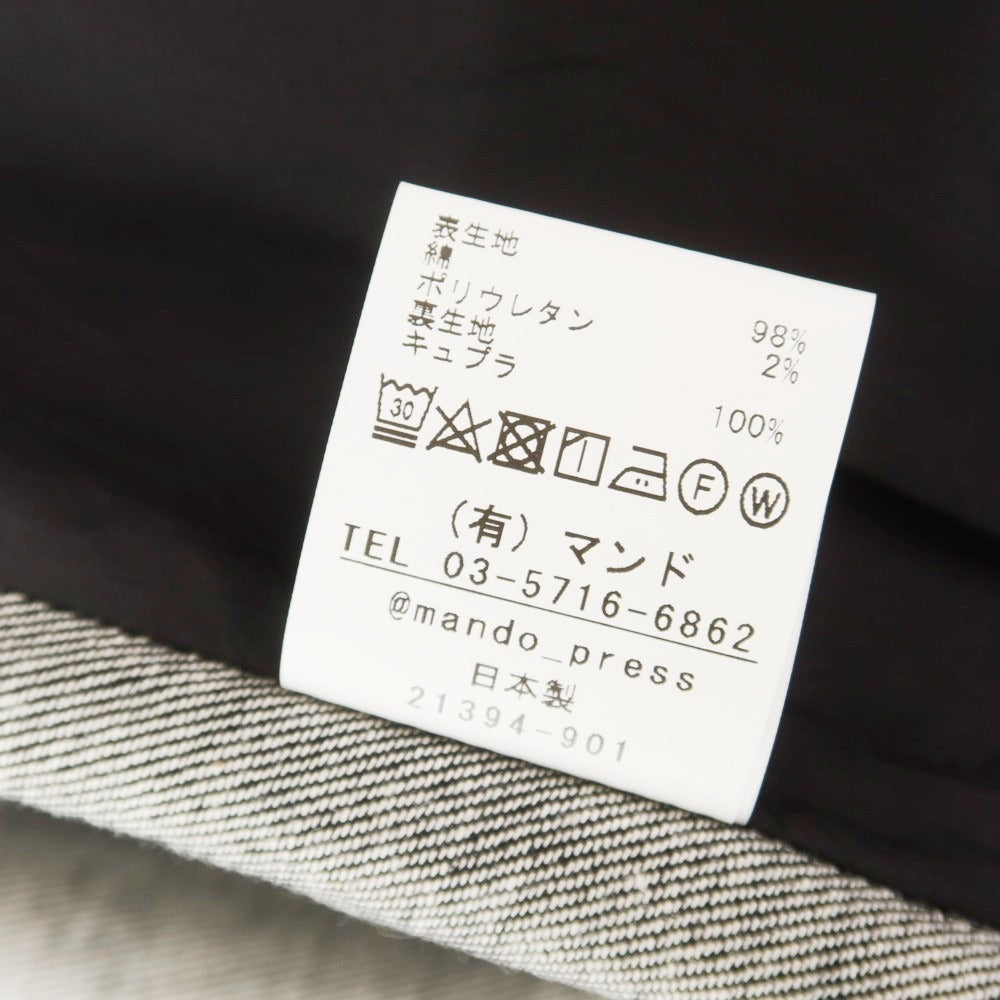 表生地
綿 98%
ポリウレタン 2%
裏生地
キュプラ 100%
30
F W
(有) マンド
TEL 03-5716-6862
@mando_press
日本製
21394-901